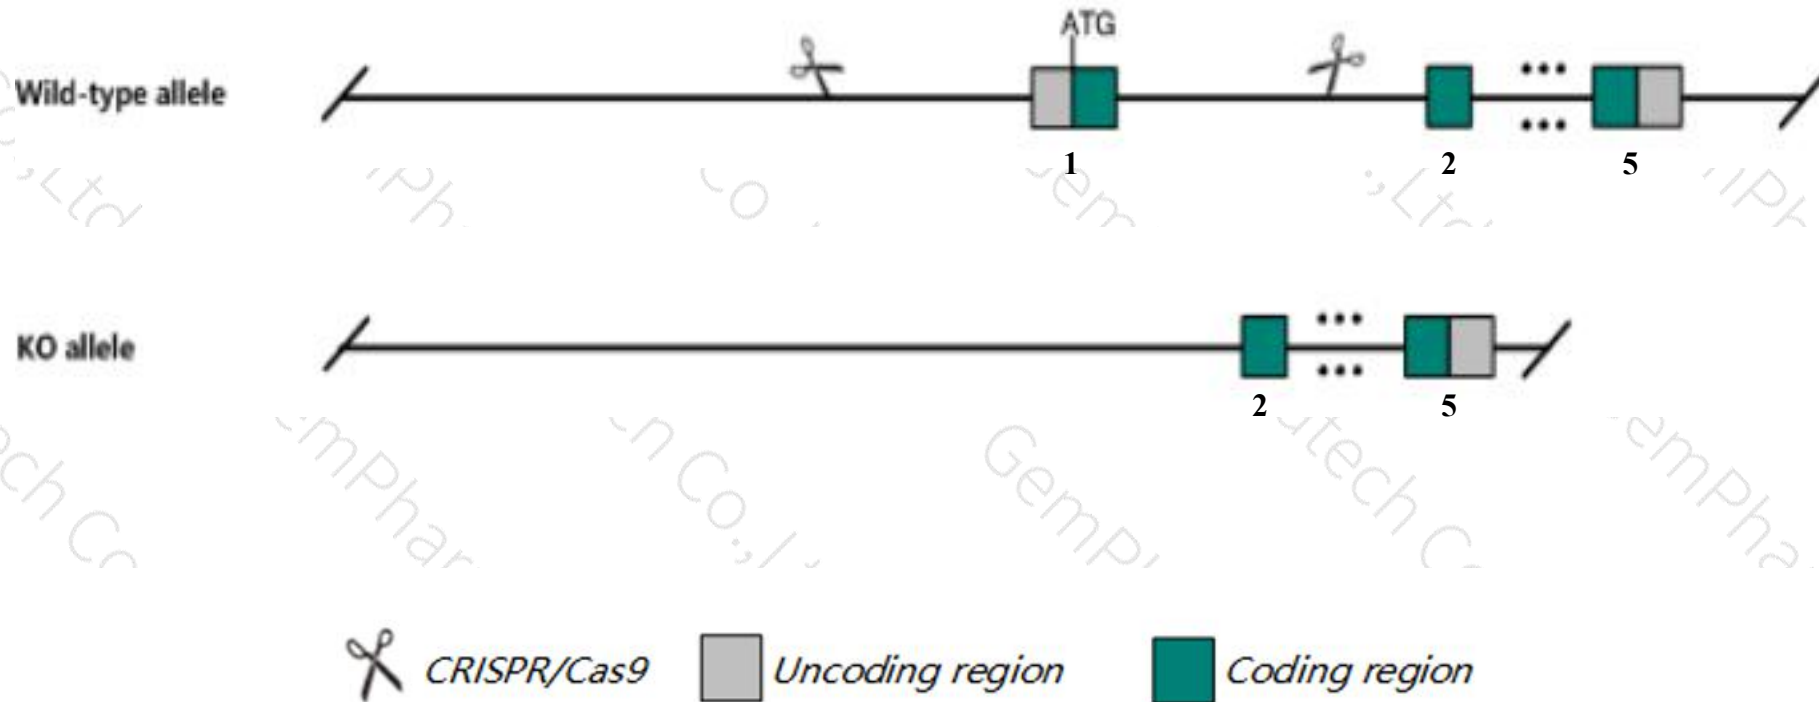 ATG
Wild-type allele
1 2 5
KO allele
2 5
CRISPR/Cas9 Uncoding region Coding region